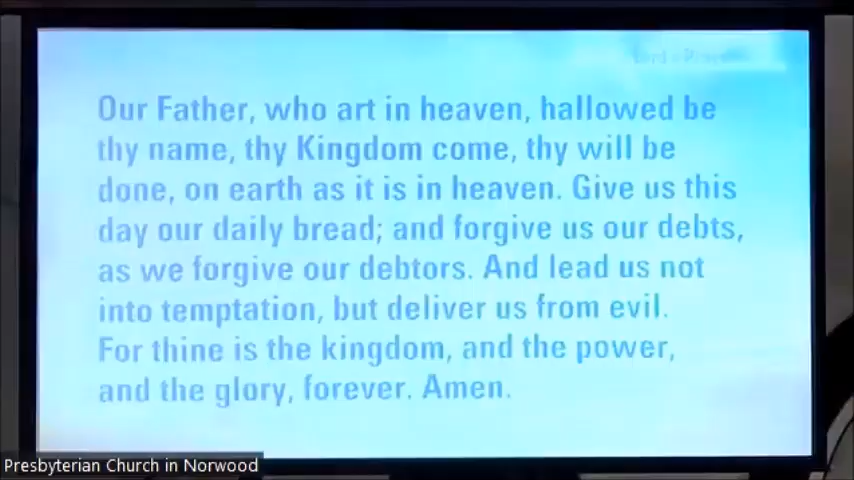 Our Father, who art in heaven, hallowed be
thy name, thy Kingdom come, thy will be
done, on earth as it is in heaven. Give us this
day our daily bread; and forgive us our debts,
as we forgive our debtors. And lead us not
into temptation, but deliver us from evil.
For thine is the kingdom, and the power,
and the glory, forever. Amen.
Presbyterian Church in Norwood